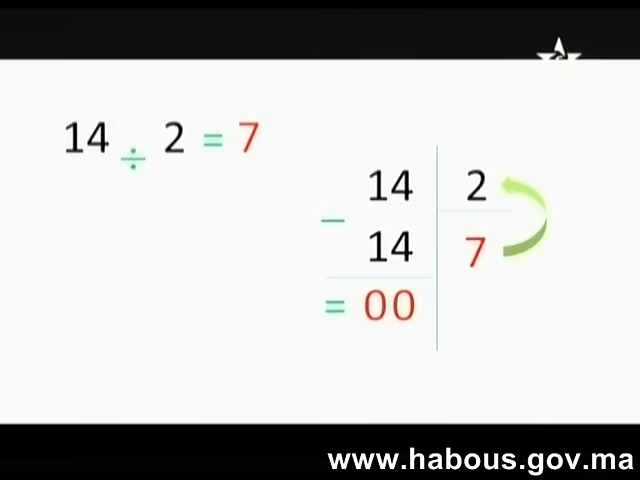 14 ÷ 2 = 7
14 2
− 14 7
= 00
www.habous.gov.ma